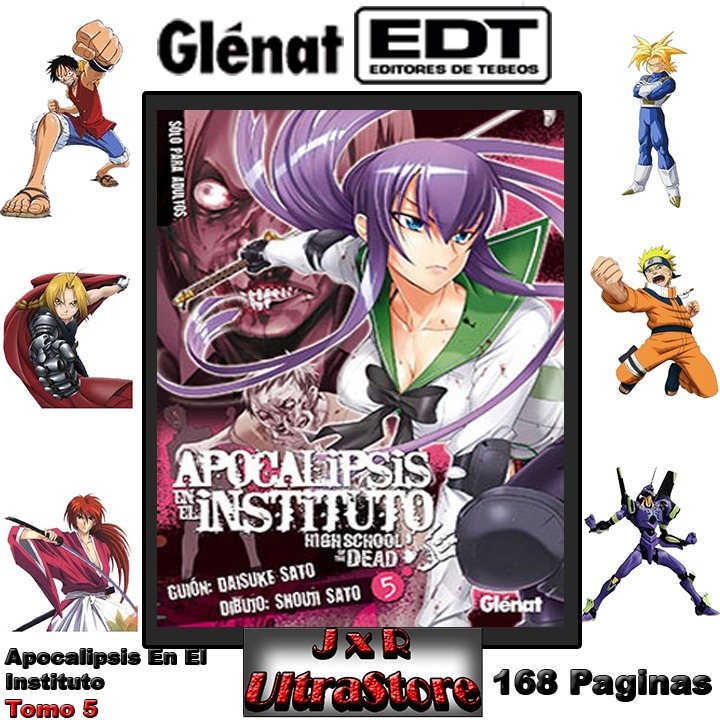 Glénat EDT
EDITORES DE TEBEOS
SÓLO PARA ADULTOS
APOCALIPSIS
EN EL INSTITUTO
HIGHSCHOOL
OF THE DEAD
5
GUIÓN: DAISUKE SATO
DIBUJO: SHOUJI SATO
Glénat
Apocalipsis En El
Instituto
Tomo 5
JxR
UltraStore
168 Paginas